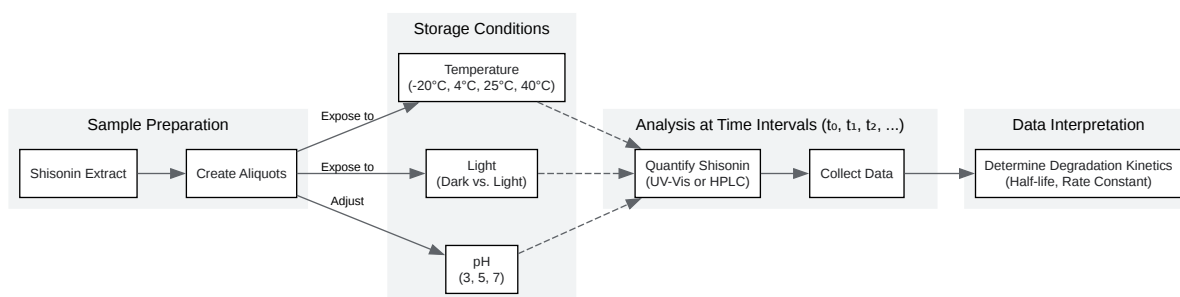 Storage Conditions
Temperature
(-20°C, 4°C, 25°C, 40°C)
Sample Preparation
Shisonin Extract
Create Aliquots
Expose to
Expose to
Adjust
Light
(Dark vs. Light)
pH
(3, 5, 7)
Analysis at Time Intervals (t₀, t₁, t₂, ...)
Quantify Shisonin
(UV-Vis or HPLC)
Collect Data
Data Interpretation
Determine Degradation Kinetics
(Half-life, Rate Constant)